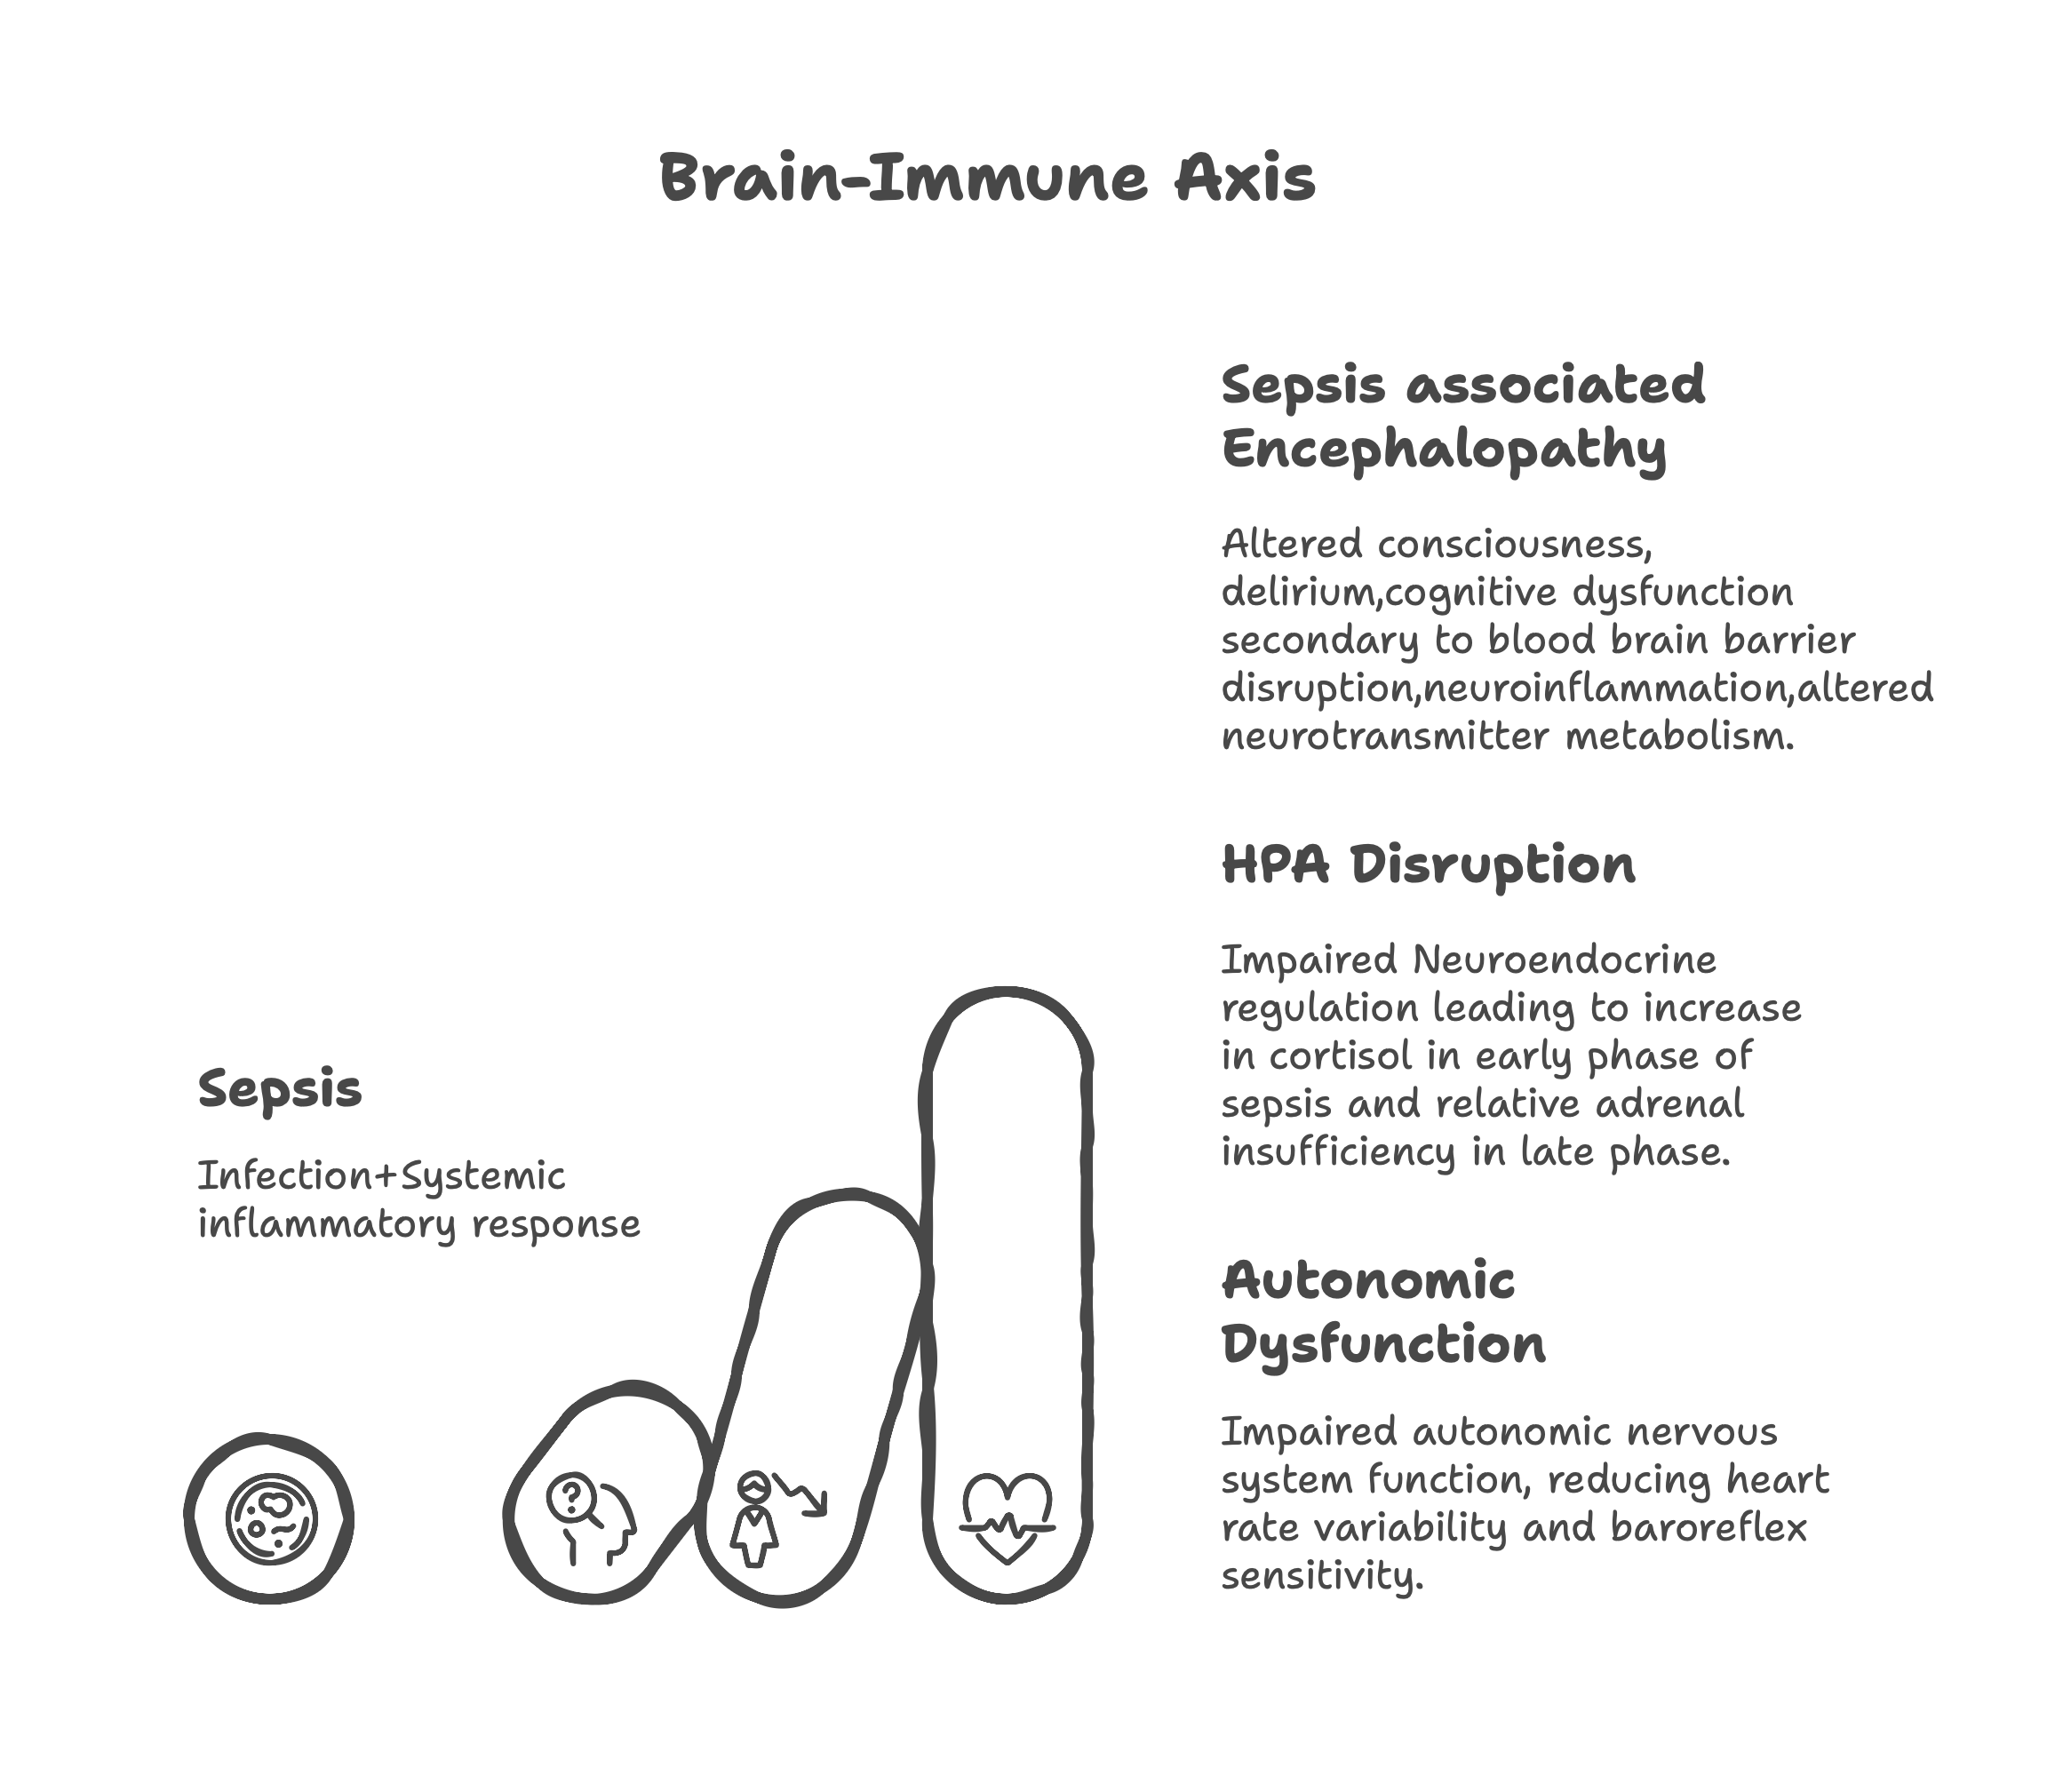 Brain-Immune Axis
Sepsis associated
Encephalopathy
Altered consciousness,
delirium,cognitive dysfunction
secondary to blood brain barrier
disruption,neuroinflammation,altered
neurotransmitter metabolism.
HPA Disruption
Impaired Neuroendocrine
regulation leading to increase
in cortisol in early phase of
sepsis and relative adrenal
insufficiency in late phase.
Sepsis
Infection+Systemic
inflammatory response
Autonomic
Dysfunction
Impaired autonomic nervous
system function, reducing heart
rate variability and baroreflex
sensitivity.
?